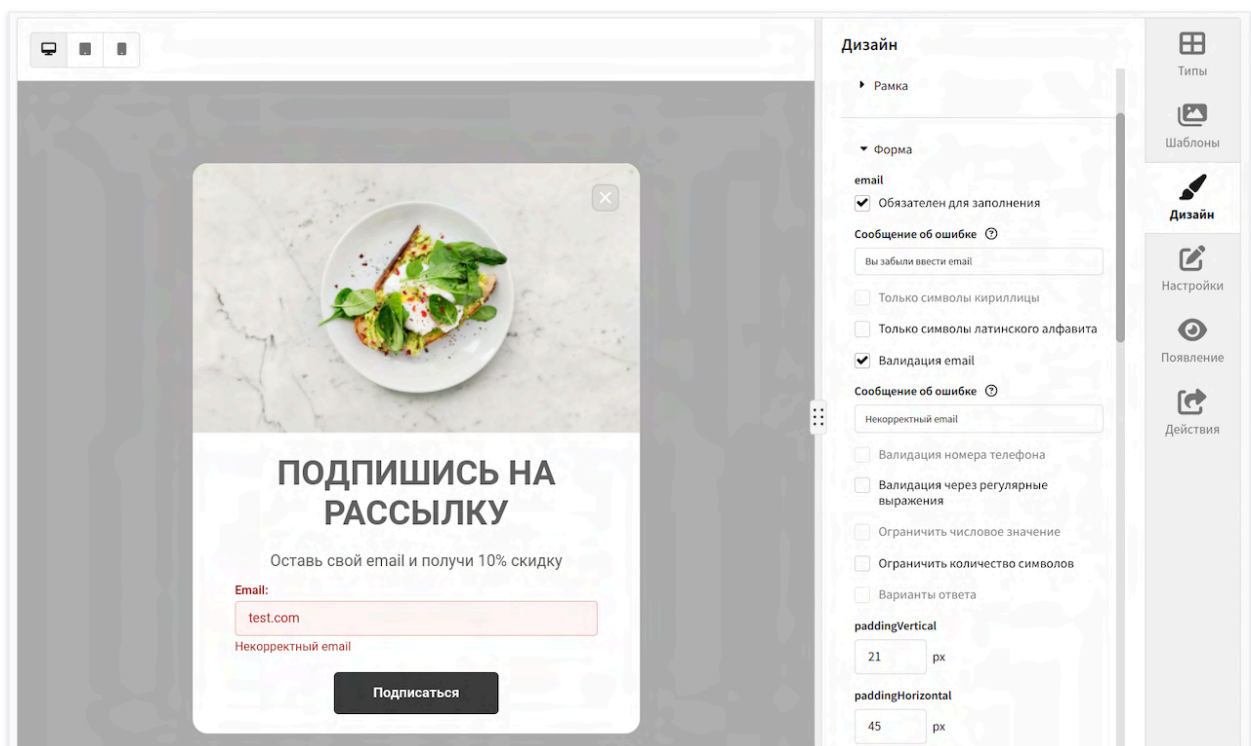 ПОДПИШИСЬ НА
РАССЫЛКУ
Оставь свой email и получи 10% скидку
Email:
test.com
Некорректный email
Подписаться
Дизайн
Рамка
Форма
email
Обязателен для заполнения
Сообщение об ошибке
Вы забыли ввести email
Только символы кириллицы
Только символы латинского алфавита
Валидация email
Сообщение об ошибке
Некорректный email
Валидация номера телефона
Валидация через регулярные
выражения
Ограничить числовое значение
Ограничить количество символов
Варианты ответа
paddingVertical
21 px
paddingHorizontal
45 px
Типы
Шаблоны
Дизайн
Настройки
Появление
Действия